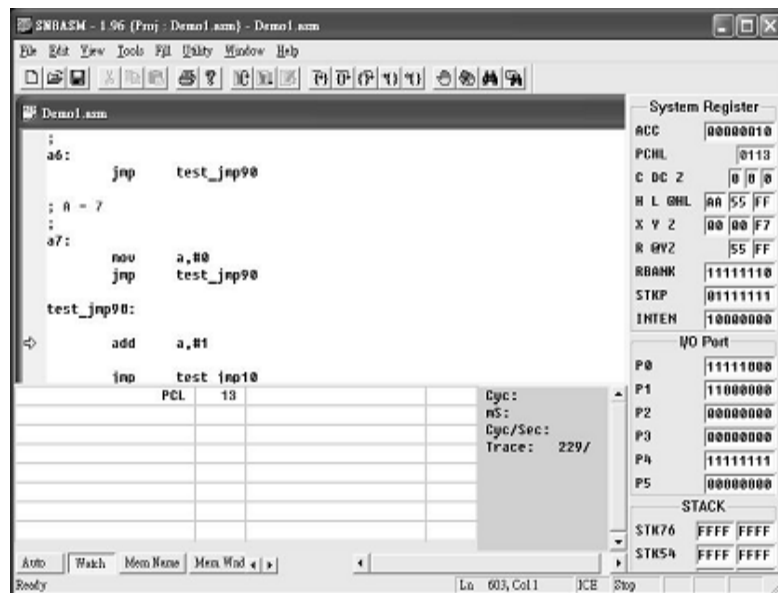 SN8ASM - 1.96 {Proj : Demo1.asm} - Demo1.asm
File Edit View Tools Fill Utility Window Help
Demo1.asm
;
a6:
jmp test_jmp90
; A = 7
;
a7:
mov a,#0
jmp test_jmp90
test_jmp90:
add a,#1
jmp test_jmp10
PCL 13
Cyc:
mS:
Cyc/Sec:
Trace: 229/
Auto Watch Mem Name Mem Wnd
Ready Ln 603, Col 1 ICE Stop
System Register
ACC 00000010
PCHL 0113
C DC Z 0 0 0
H L @HL AA 55 FF
X Y Z 00 00 F7
R @YZ 55 FF
RBANK 11111110
STKP 01111111
INTEN 10000000
I/O Port
P0 11111000
P1 11000000
P2 00000000
P3 00000000
P4 11111111
P5 00000000
STACK
STK76 FFFF FFFF
STK54 FFFF FFFF